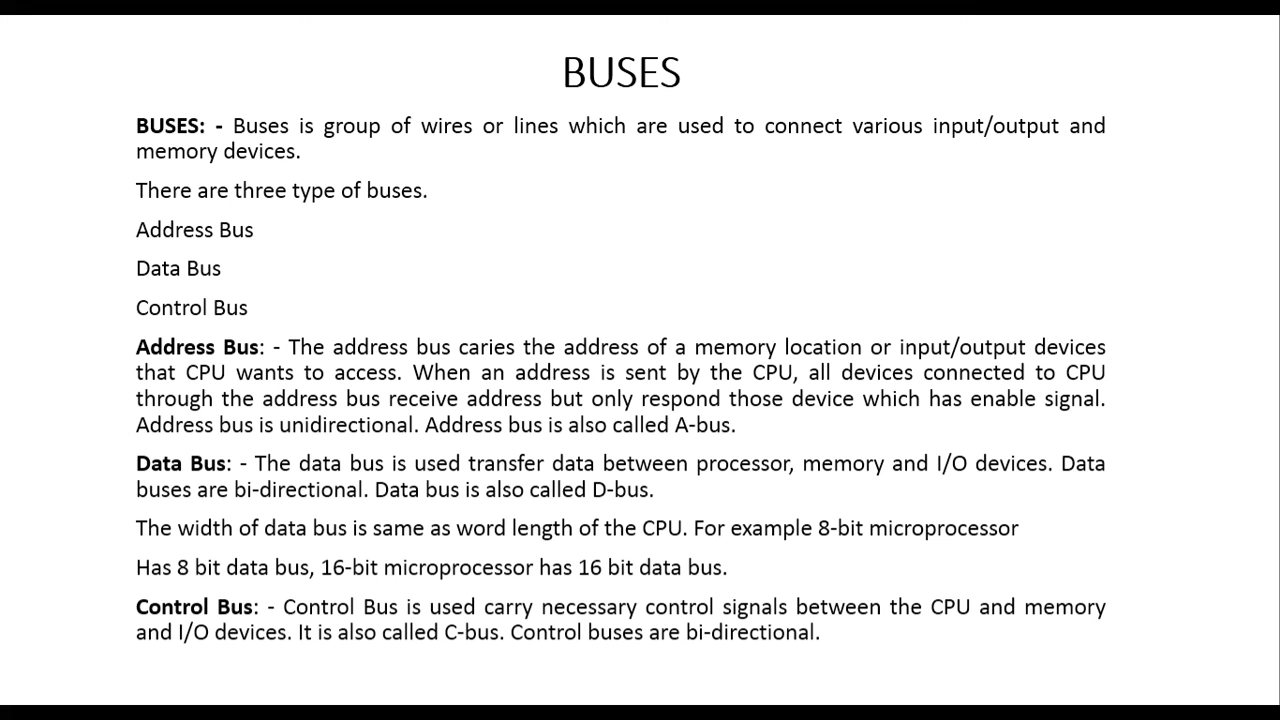 BUSES
BUSES: - Buses is group of wires or lines which are used to connect various input/output and
memory devices.
There are three type of buses.
Address Bus
Data Bus
Control Bus
Address Bus: - The address bus caries the address of a memory location or input/output devices
that CPU wants to access. When an address is sent by the CPU, all devices connected to CPU
through the address bus receive address but only respond those device which has enable signal.
Address bus is unidirectional. Address bus is also called A-bus.
Data Bus: - The data bus is used transfer data between processor, memory and I/O devices. Data
buses are bi-directional. Data bus is also called D-bus.
The width of data bus is same as word length of the CPU. For example 8-bit microprocessor
Has 8 bit data bus, 16-bit microprocessor has 16 bit data bus.
Control Bus: - Control Bus is used carry necessary control signals between the CPU and memory
and I/O devices. It is also called C-bus. Control buses are bi-directional.